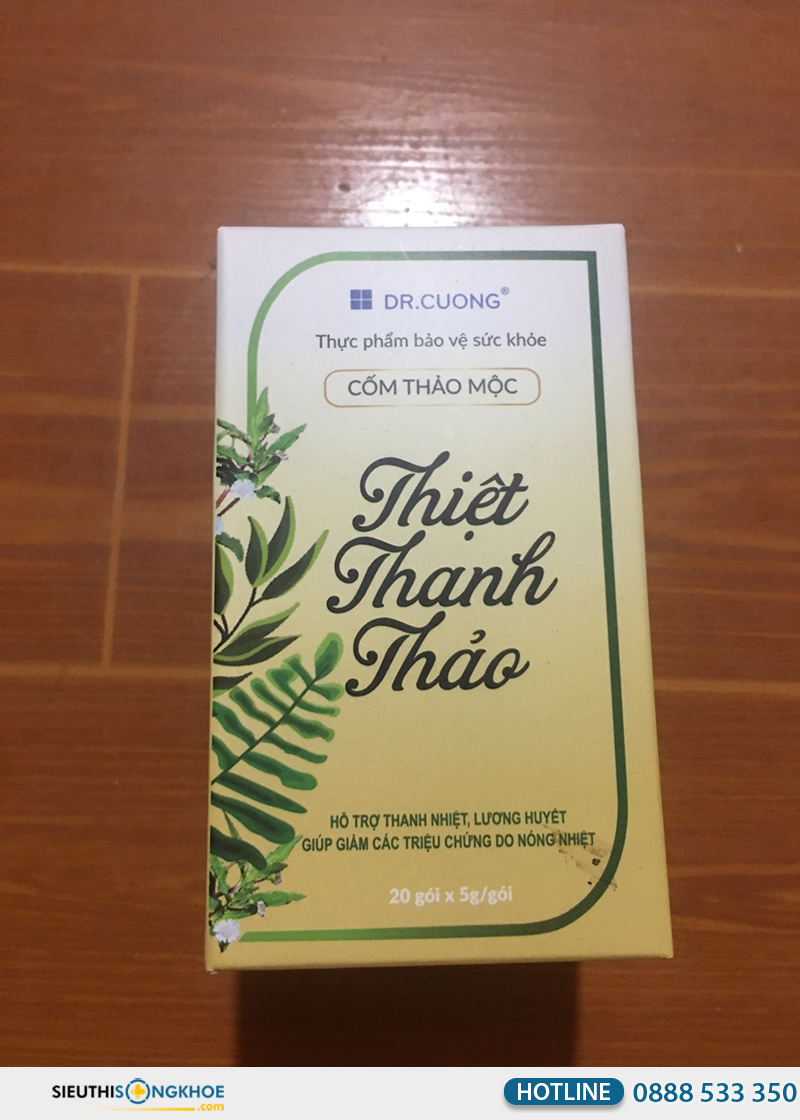 DR.CUONG®
Thực phẩm bảo vệ sức khỏe
CỐM THẢO MỘC
Thiệt
Thanh
Thảo
HỖ TRỢ THANH NHIỆT, LƯƠNG HUYẾT
GIÚP GIẢM CÁC TRIỆU CHỨNG DO NÓNG NHIỆT
20 gói x 5g/gói
SIEUTHISONGKHOE
.com
HOTLINE 0888 533 350